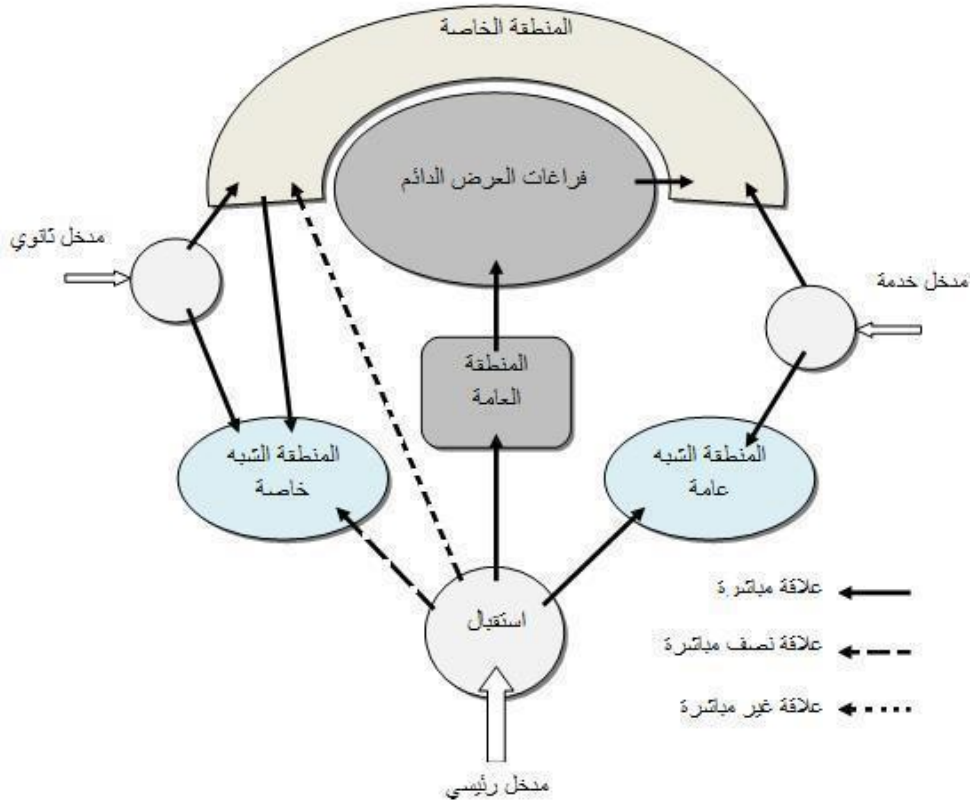 المنطقة الخاصة
فراغات العرض الدائم
مدخل ثانوي
مدخل خدمة
المنطقة
العامة
المنطقة الشبه
خاصة
المنطقة الشبه
عامة
استقبال
علاقة مباشرة
علاقة نصف مباشرة
علاقة غير مباشرة
مدخل رئيسي